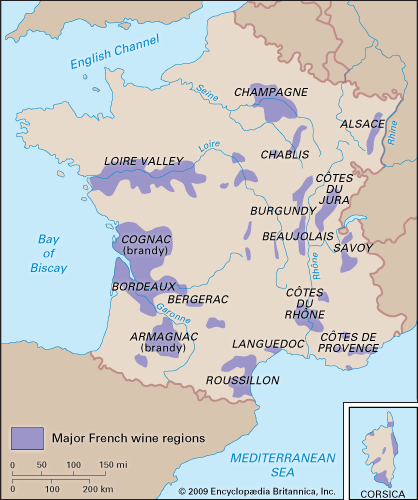 English Channel
Seine
CHAMPAGNE
ALSACE
Rhine
Loire
CHABLIS
LOIRE VALLEY
CÔTES
DU
JURA
BURGUNDY
BEAUJOLAIS
SAVOY
Bay
of
Biscay
COGNAC
(brandy)
Rhône
BORDEAUX
BERGERAC
Garonne
CÔTES
DU
RHÔNE
ARMAGNAC
(brandy)
LANGUEDOC
CÔTES DE
PROVENCE
ROUSSILLON
Major French wine regions
0 50 100 150 mi
0 100 200 km
MEDITERRANEAN
SEA
CORSICA
© 2009 Encyclopædia Britannica, Inc.